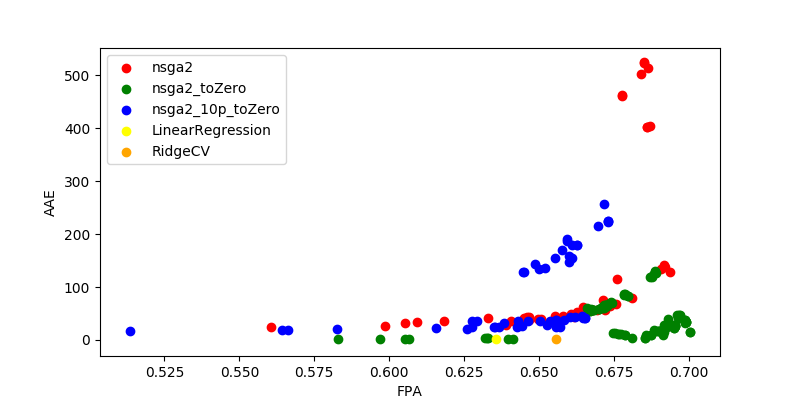 nsga2
nsga2_toZero
nsga2_10p_toZero
LinearRegression
RidgeCV
AAE
500
400
300
200
100
0
0.525 0.550 0.575 0.600 0.625 0.650 0.675 0.700
FPA